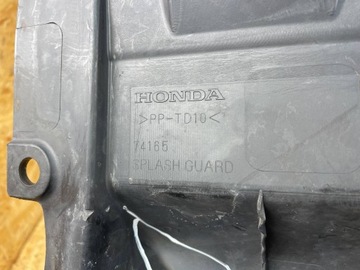 HONDA
>PP-TD10<
74165
SPLASH GUARD